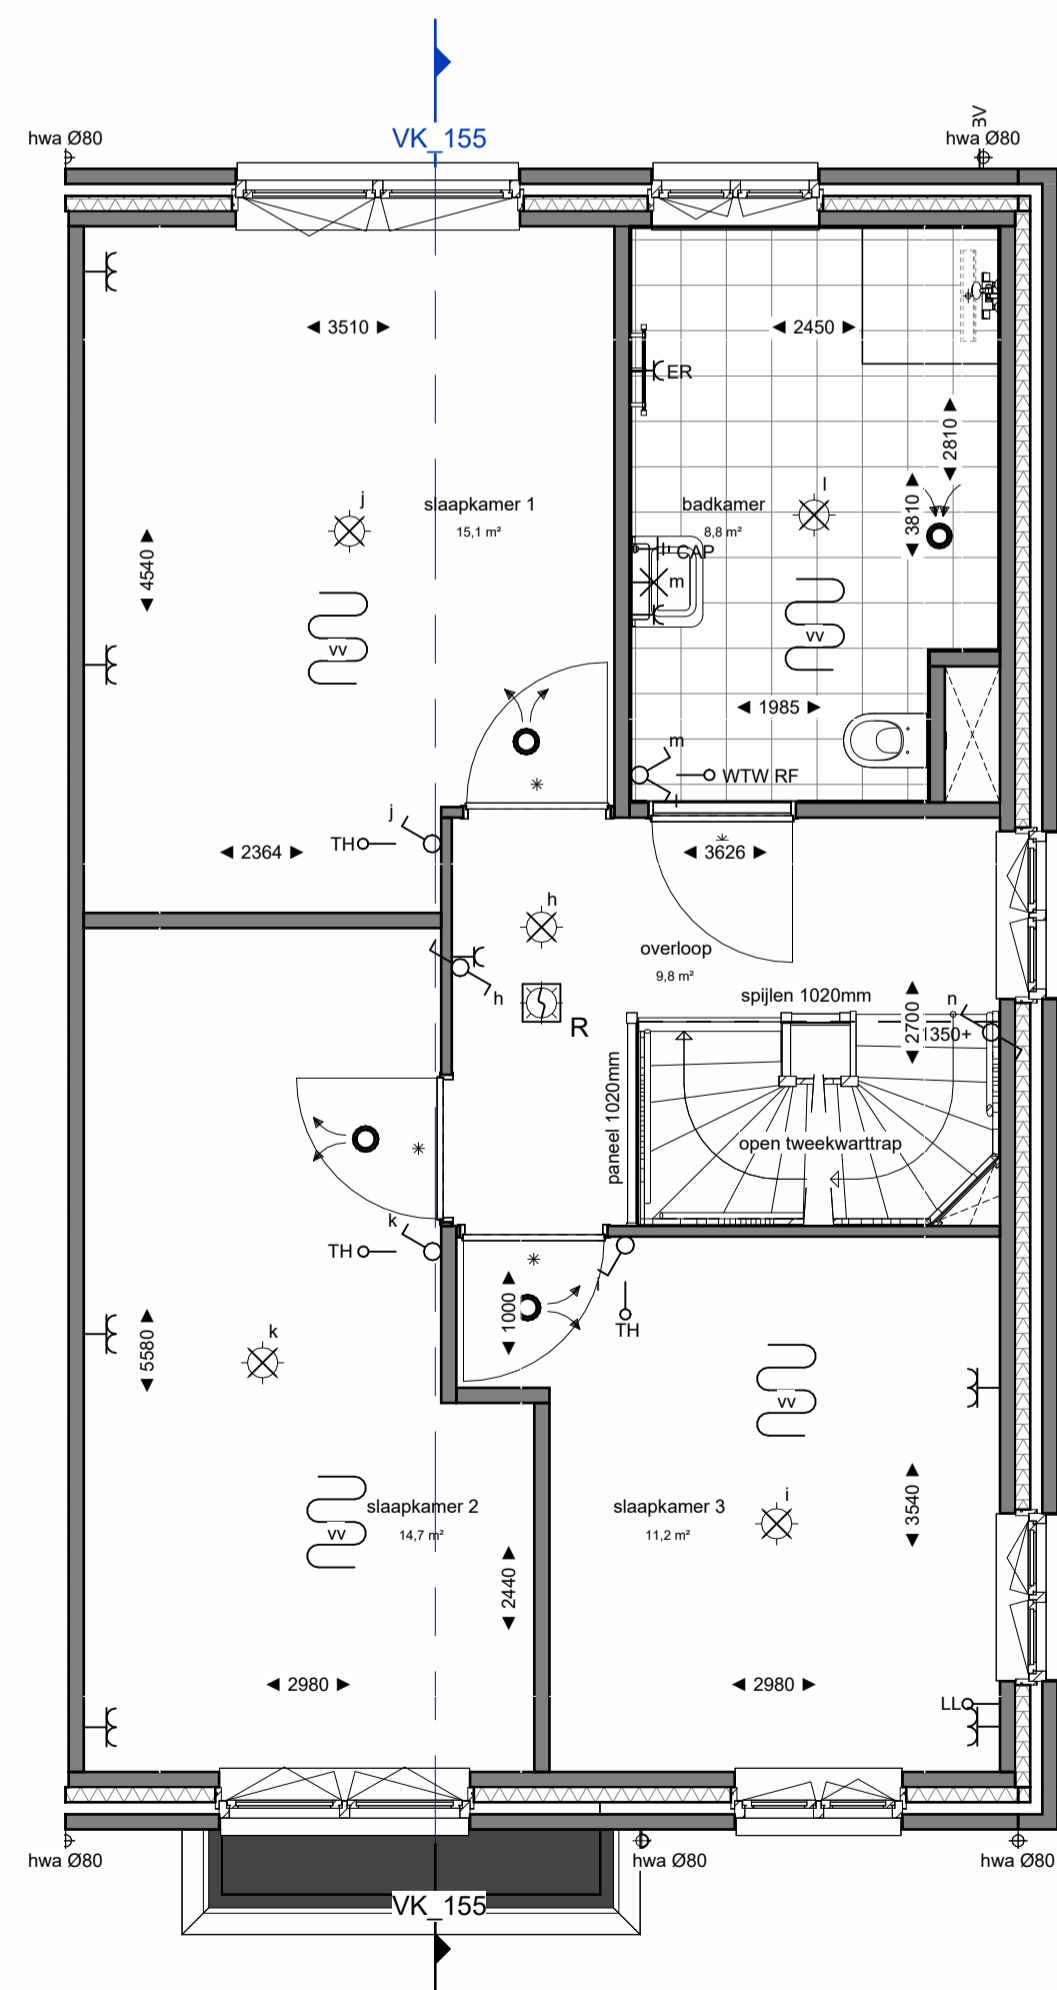 BV
hwa Ø80
VK_155
hwa Ø80
3510
2450
ER
2810
j
slaapkamer 1
15,1 m²
badkamer
8,8 m²
l
3810
4540
CAP
m
vv
vv
1985
m
WTW RF
l
j
TH
2364
3626
h
overloop
9,8 m²
h
spijlen 1020mm
n
2700
1350+
R
paneel 1020mm
open tweekwarttrap
k
TH
i
1000
TH
5580
k
vv
vv
slaapkamer 2
14,7 m²
slaapkamer 3
11,2 m²
i
3540
2440
2980
2980
LL
hwa Ø80
hwa Ø80
hwa Ø80
VK_155